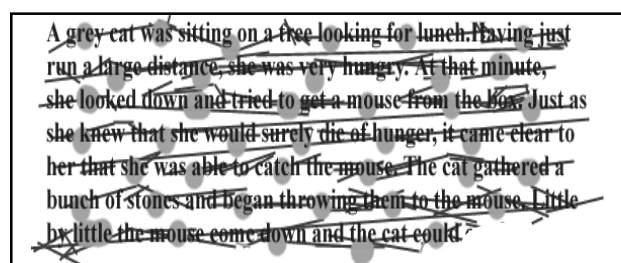 A grey cat was sitting on a tree looking for lunch. Having just
run a large distance, she was very hungry. At that minute,
she looked down and tried to get a mouse from the box. Just as
she knew that she would surely die of hunger, it came clear to
her that she was able to catch the mouse. The cat gathered a
bunch of stones and began throwing them to the mouse. Little
by little the mouse come down and the cat could